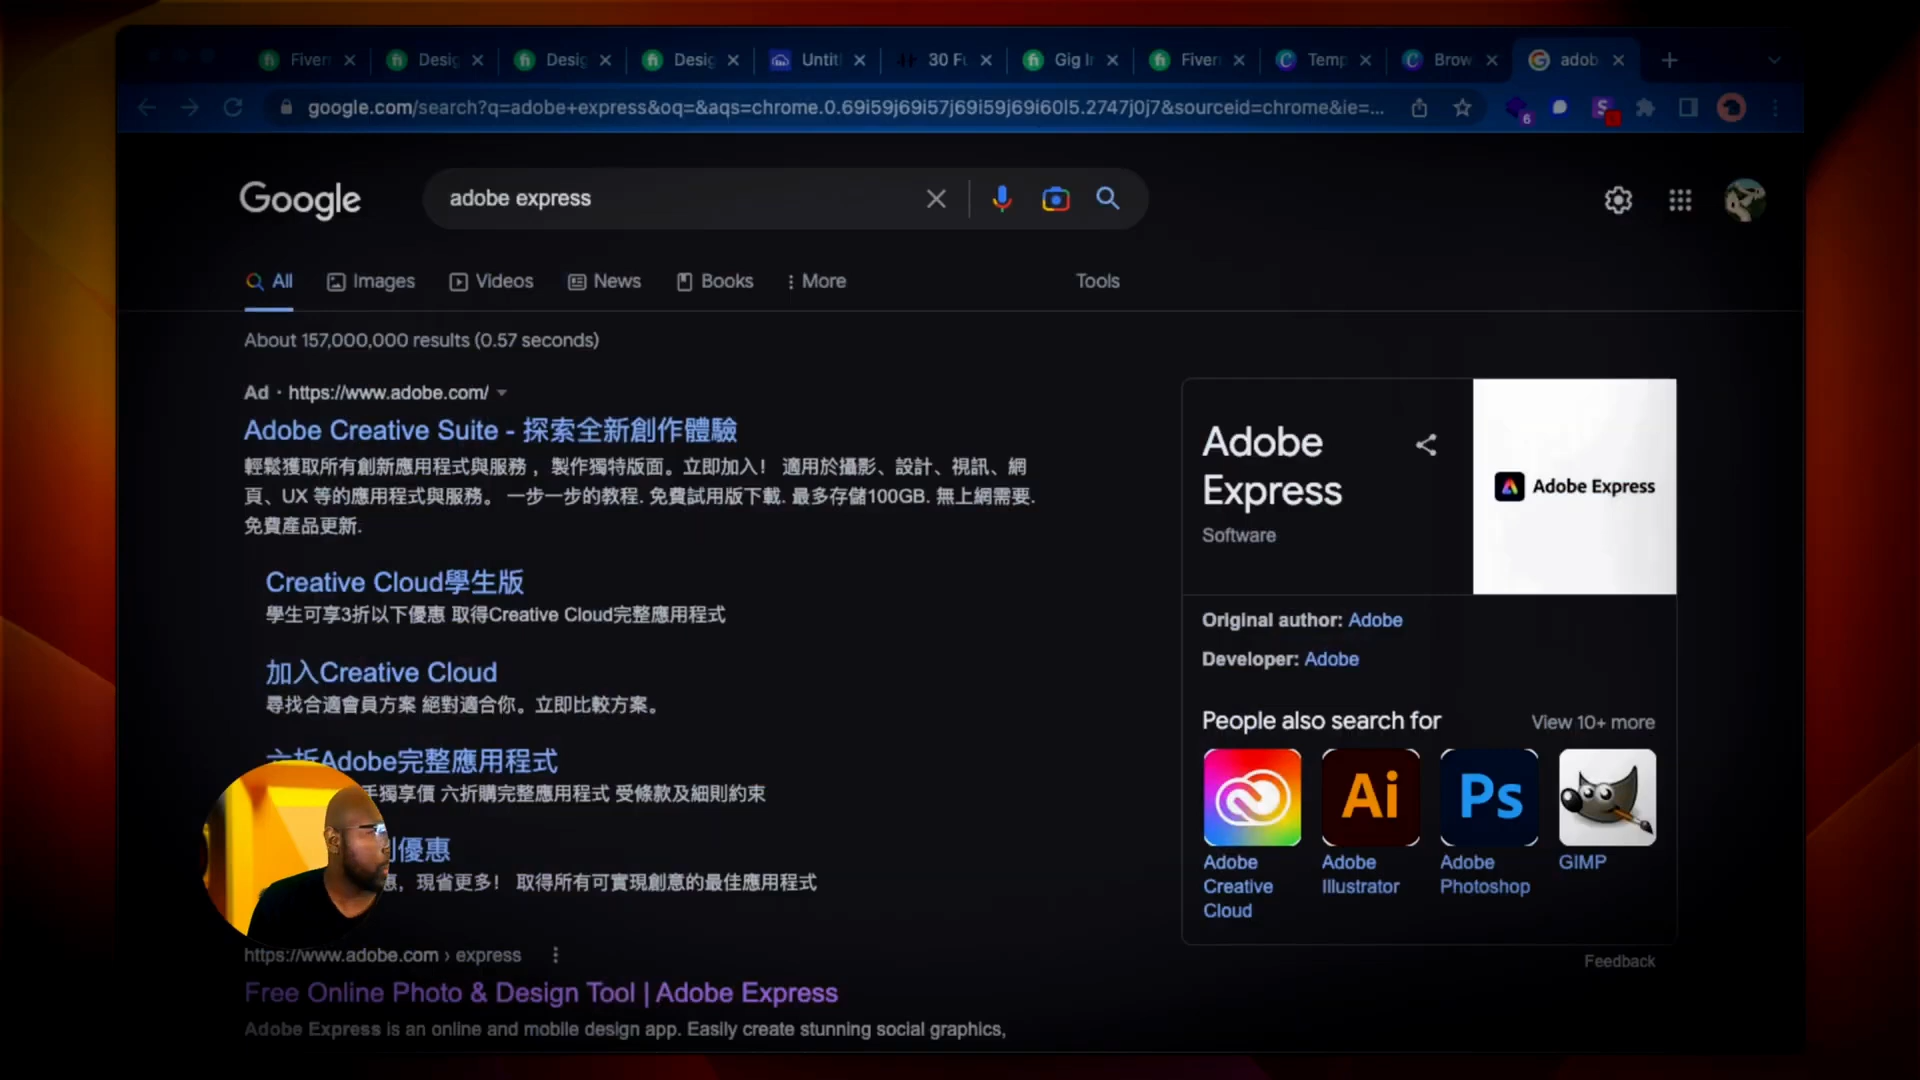 Fiverr
Desig
Desig
Desig
Untit
30 Fu
Gig Ir
Fiverr
Temp
Brow
adob
google.com/search?q=adobe+express&oq=&aqs=chrome.0.69i59j69i57j69i59j69i60l5.2747j0j7&sourceid=chrome&ie=...
6
S
Google
adobe express
All
Images
Videos
News
Books
More
Tools
About 157,000,000 results (0.57 seconds)
Ad · https://www.adobe.com/
Adobe Creative Suite - 探索全新創作體驗
輕鬆獲取所有創新應用程式與服務，製作獨特版面。立即加入！ 適用於攝影、設計、視訊、網
頁、UX 等的應用程式與服務。 一步一步的教程. 免費試用版下載. 最多存儲100GB. 無上網需要.
免費產品更新.
Creative Cloud學生版
學生可享3折以下優惠 取得Creative Cloud完整應用程式
加入Creative Cloud
尋找合適會員方案 絕對適合你。立即比較方案。
六折Adobe完整應用程式
手獨享價 六折購完整應用程式 受條款及細則約束
優惠
惠，現省更多！ 取得所有可實現創意的最佳應用程式
https://www.adobe.com › express
Free Online Photo & Design Tool | Adobe Express
Adobe Express is an online and mobile design app. Easily create stunning social graphics,
Adobe
Express
Software
Adobe Express
Original author: Adobe
Developer: Adobe
People also search for
View 10+ more
Ai
Ps
Adobe
Creative
Cloud
Adobe
Illustrator
Adobe
Photoshop
GIMP
Feedback